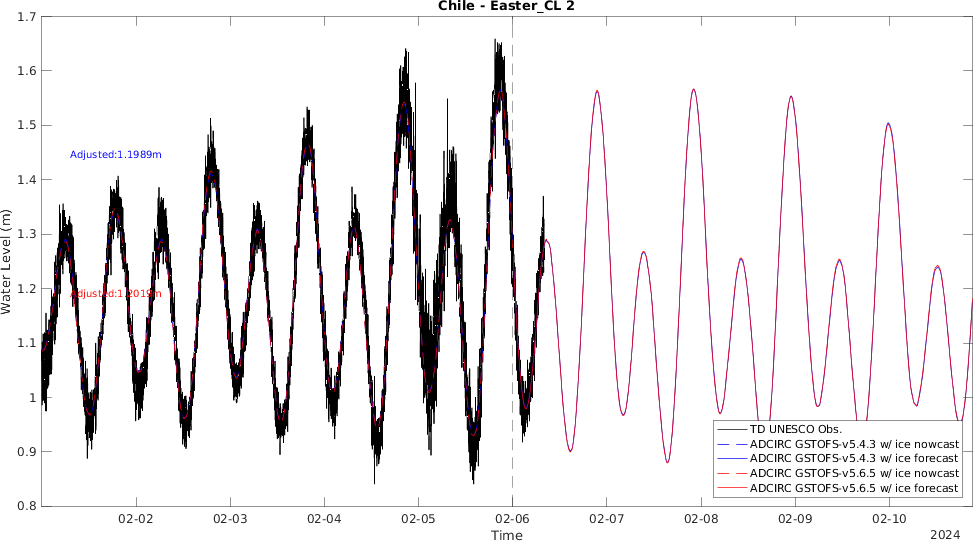 Chile - Easter_CL 2
Water Level (m)
1.7
1.6
1.5
1.4
1.3
1.2
1.1
1
0.9
0.8
Adjusted:1.1989m
Adjusted:1.2019m
TD UNESCO Obs.
ADCIRC GSTOFS-v5.4.3 w/ ice nowcast
ADCIRC GSTOFS-v5.4.3 w/ ice forecast
ADCIRC GSTOFS-v5.6.5 w/ ice nowcast
ADCIRC GSTOFS-v5.6.5 w/ ice forecast
02-02 02-03 02-04 02-05 02-06 02-07 02-08 02-09 02-10
Time
2024